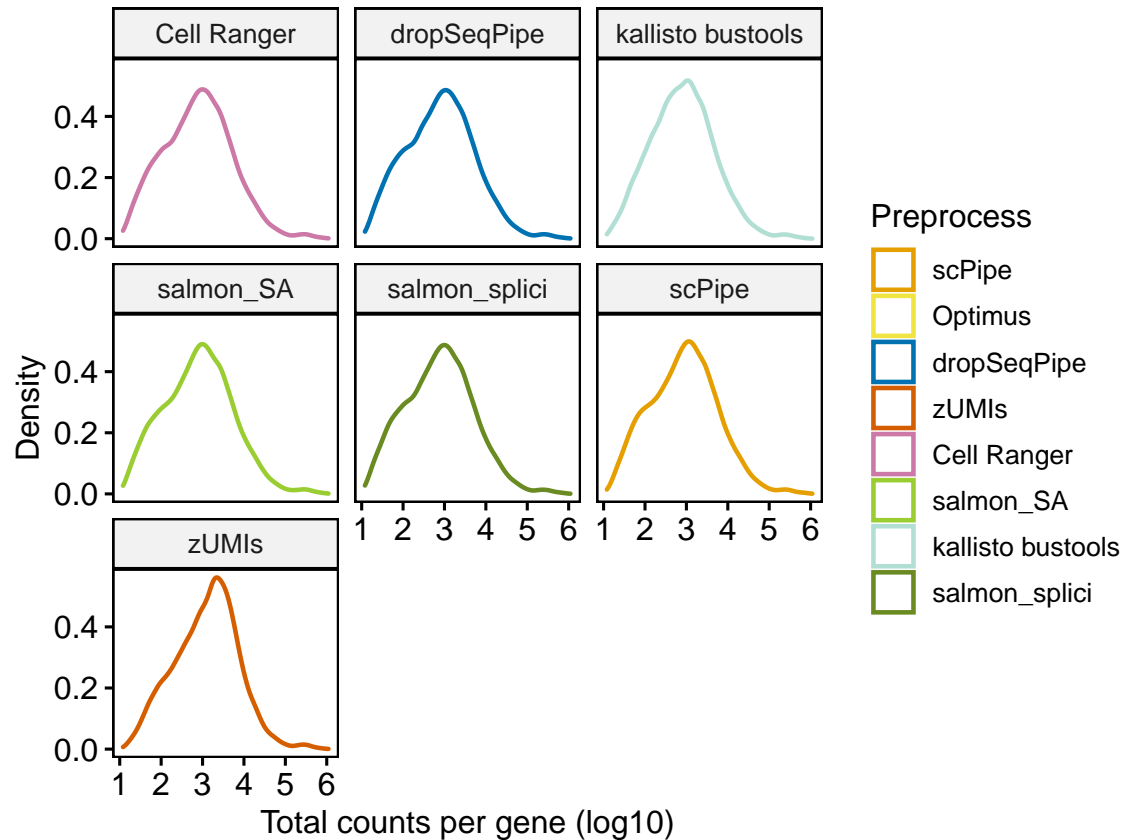 Cell Ranger
dropSeqPipe
kallisto bustools
0.4
0.2
0.0
salmon_SA
salmon_splici
scPipe
0.4
0.2
0.0
1 2 3 4 5 6
1 2 3 4 5 6
zUMIs
0.4
0.2
0.0
1 2 3 4 5 6
Density
Total counts per gene (log10)
Preprocess
scPipe
Optimus
dropSeqPipe
zUMIs
Cell Ranger
salmon_SA
kallisto bustools
salmon_splici